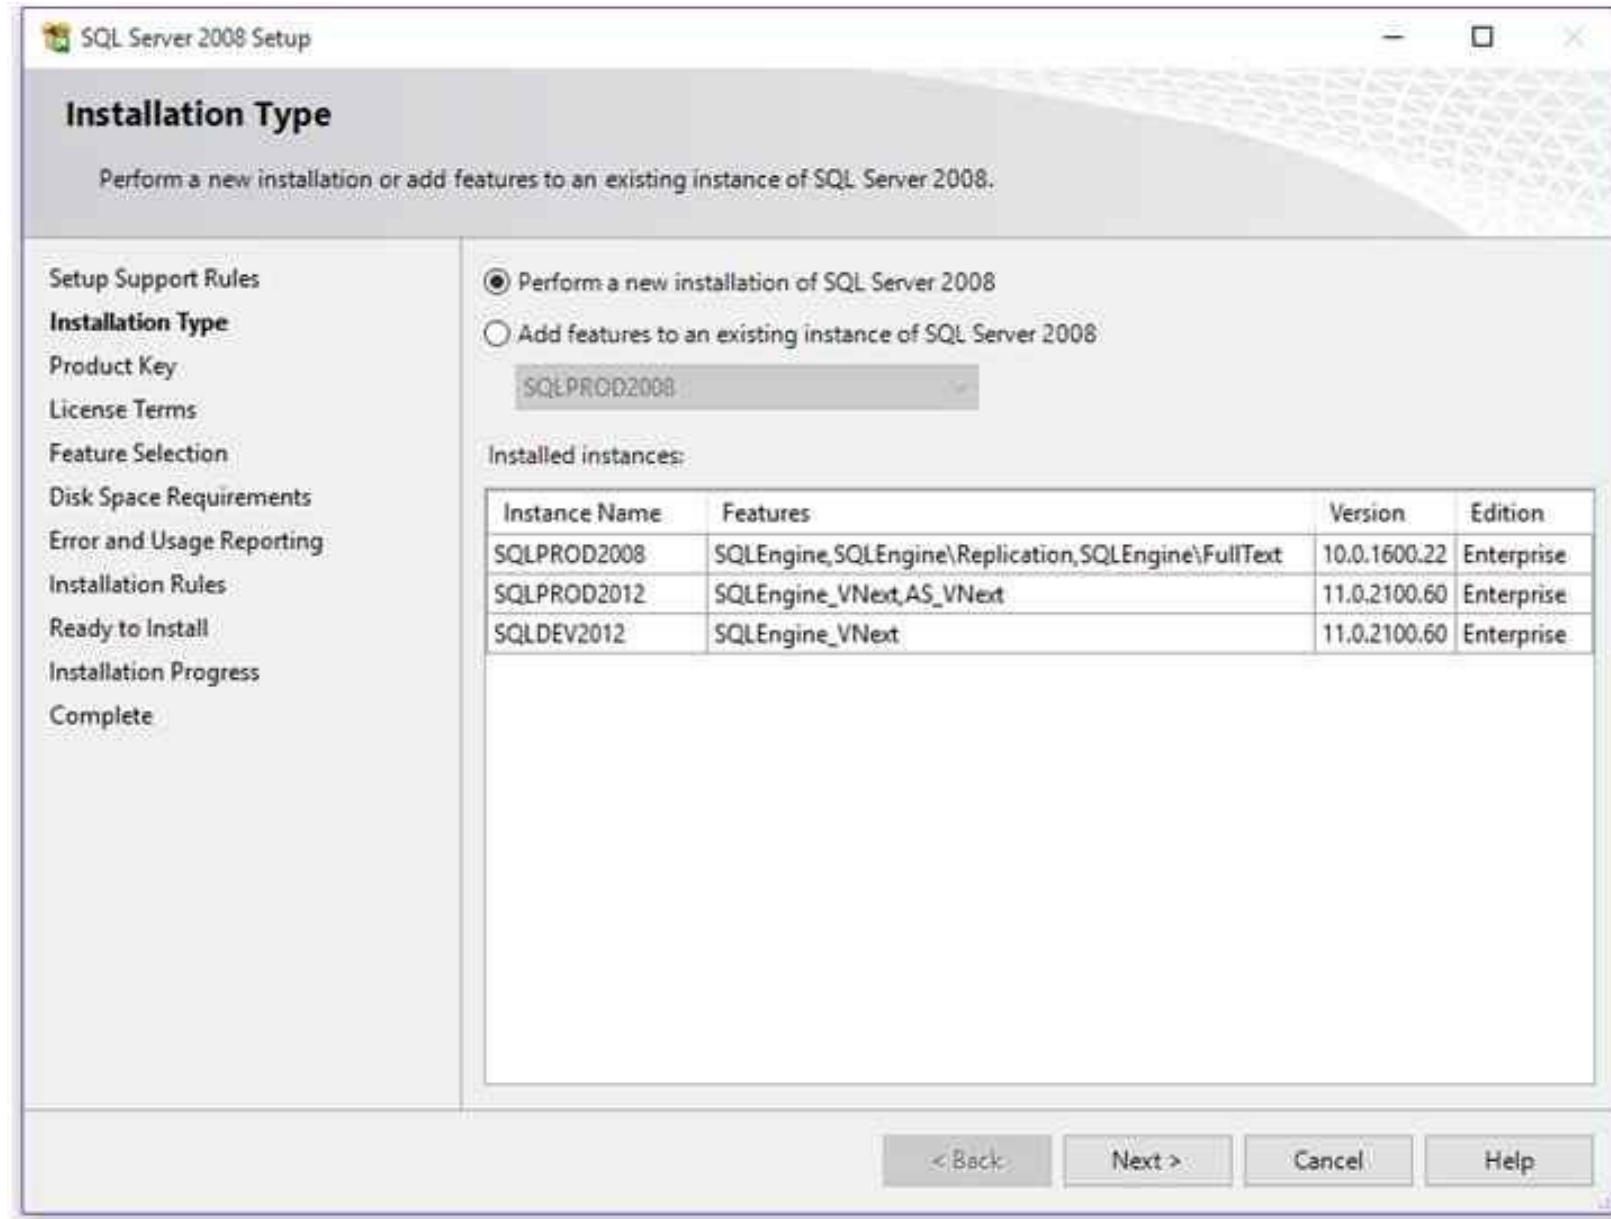 SQL Server 2008 Setup
Installation Type
Perform a new installation or add features to an existing instance of SQL Server 2008.
Setup Support Rules
Installation Type
Product Key
License Terms
Feature Selection
Disk Space Requirements
Error and Usage Reporting
Installation Rules
Ready to Install
Installation Progress
Complete
Perform a new installation of SQL Server 2008
Add features to an existing instance of SQL Server 2008
SQLPROD2008
Installed instances:
Instance Name Features Version Edition
SQLPROD2008 SQLEngine,SQLEngine\Replication,SQLEngine\FullText 10.0.1600.22 Enterprise
SQLPROD2012 SQLEngine_VNext,AS_VNext 11.0.2100.60 Enterprise
SQLDEV2012 SQLEngine_VNext 11.0.2100.60 Enterprise
< Back Next > Cancel Help